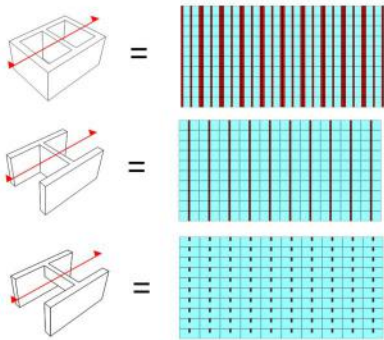 =
=
=